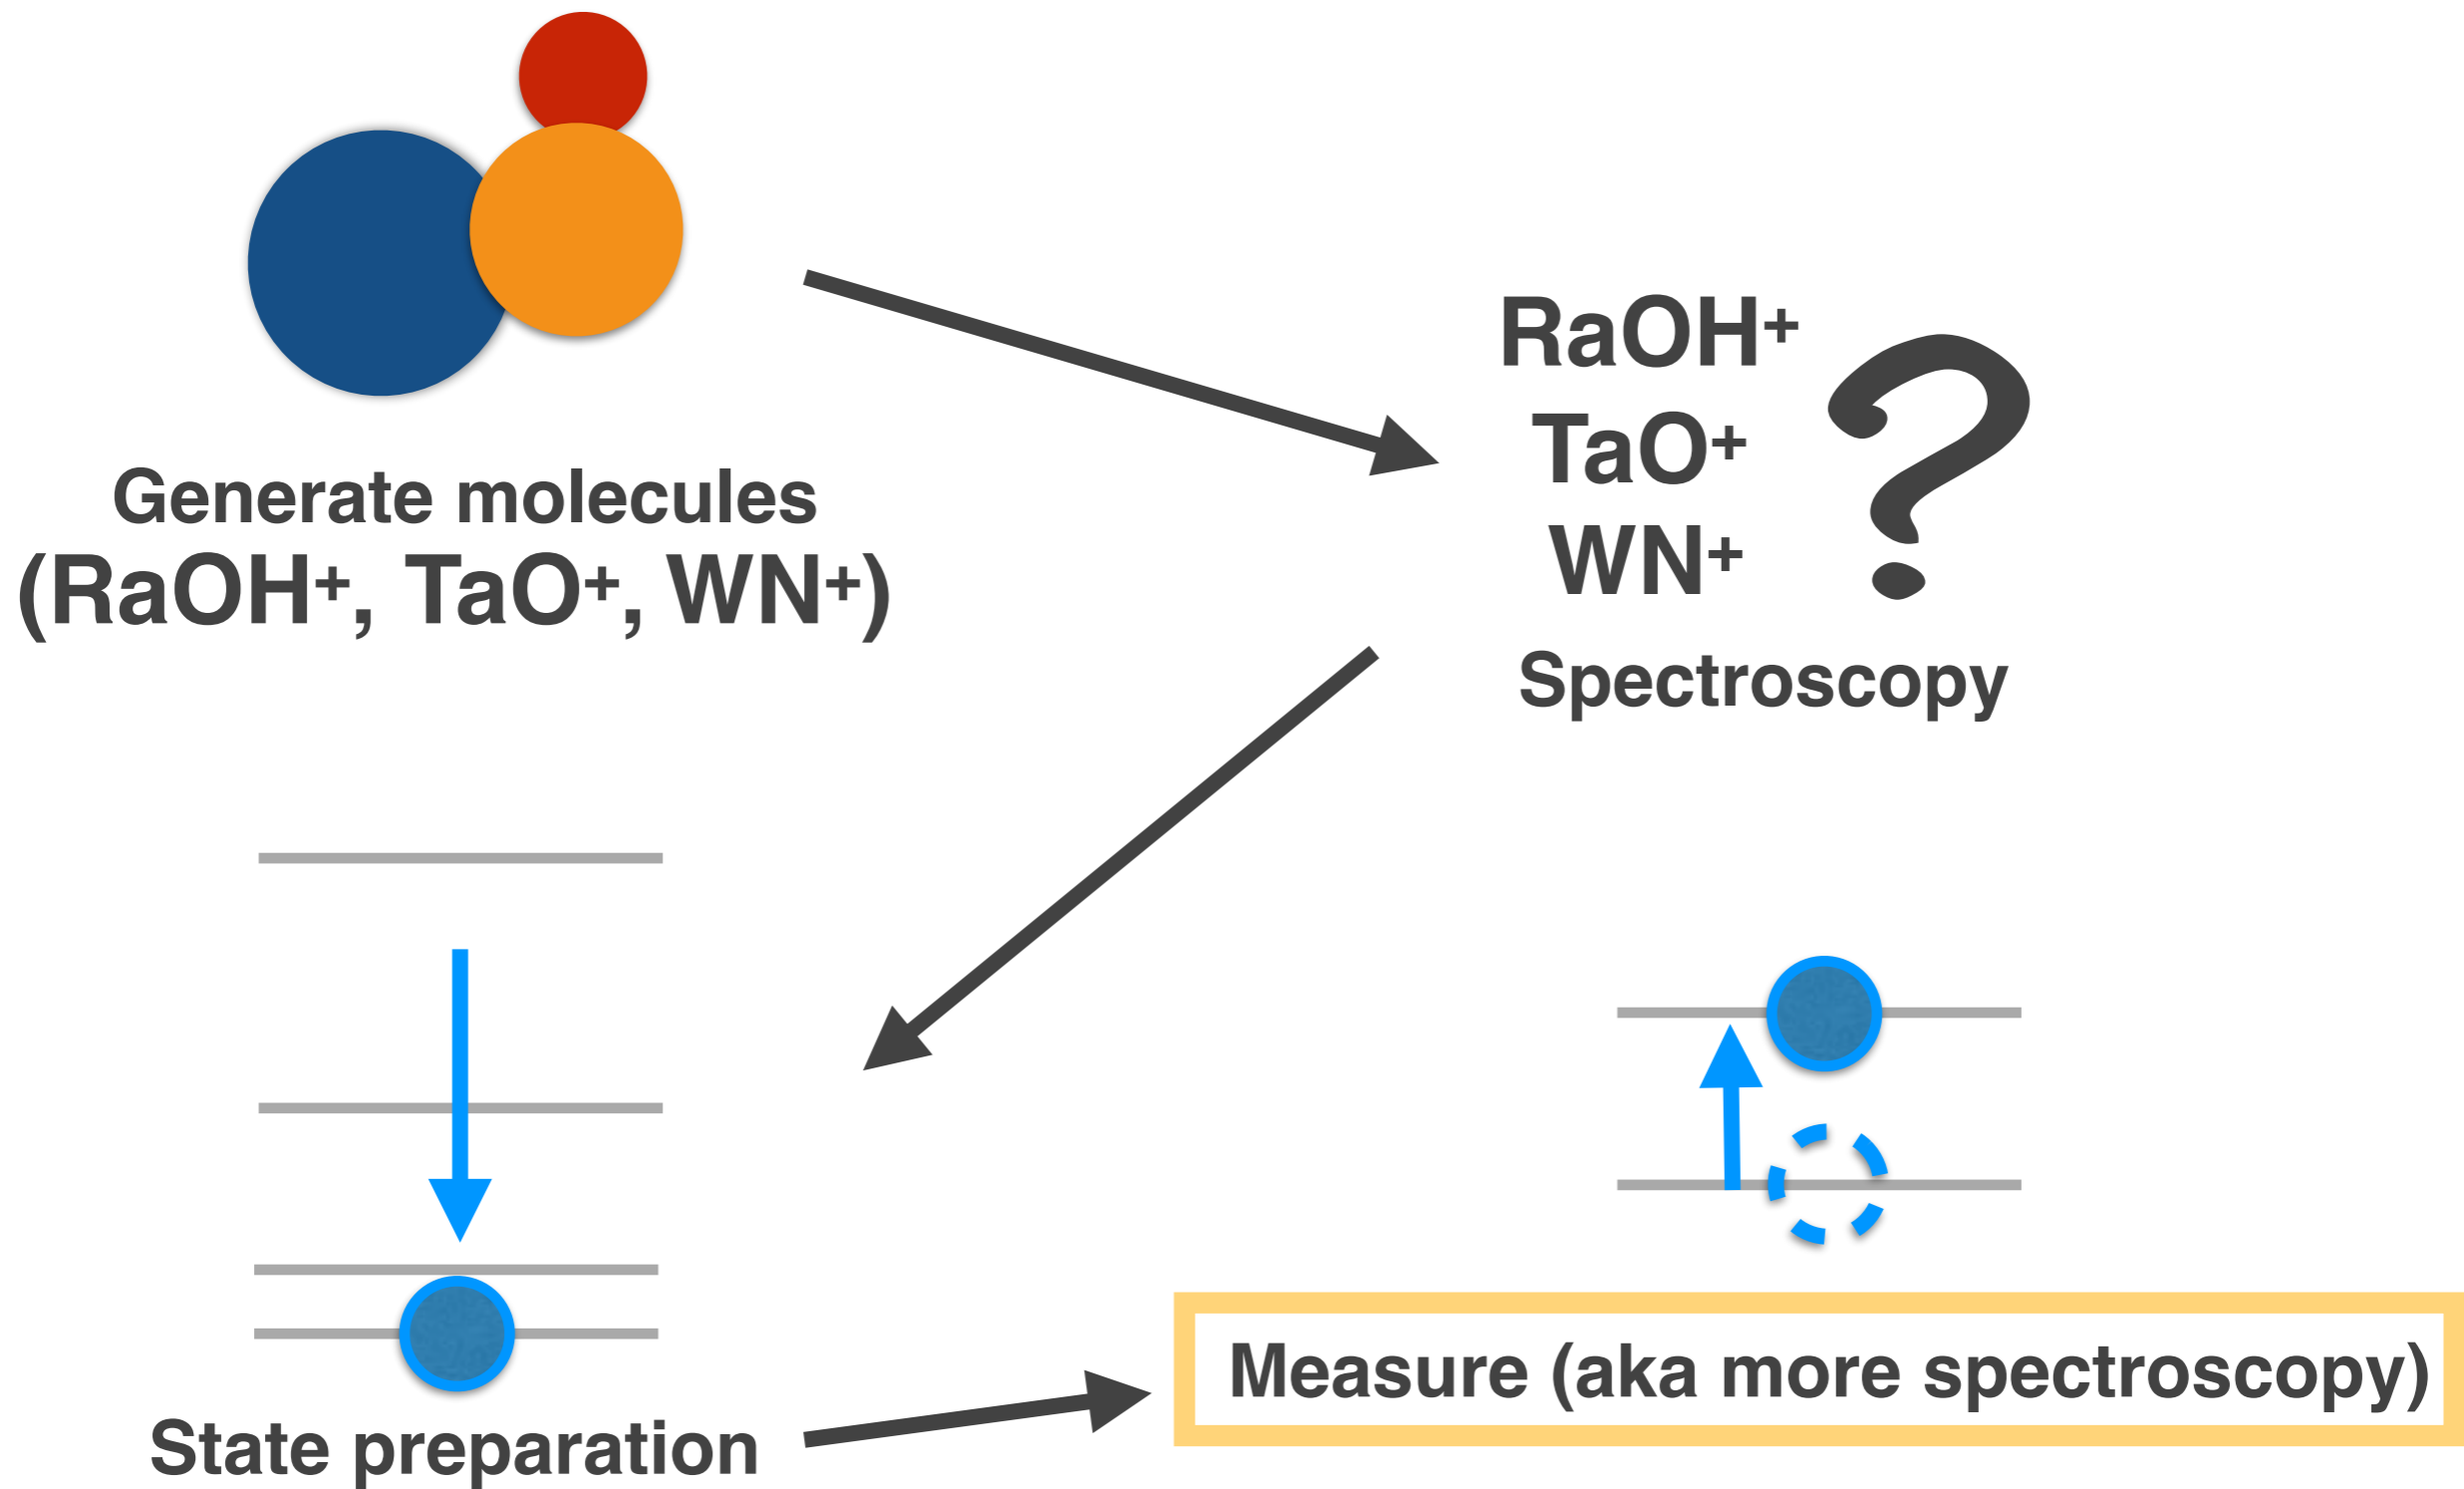 Generate molecules
(RaOH⁺, TaO⁺, WN⁺)
RaOH⁺
TaO⁺
WN⁺
?
Spectroscopy
State preparation
Measure (aka more spectroscopy)